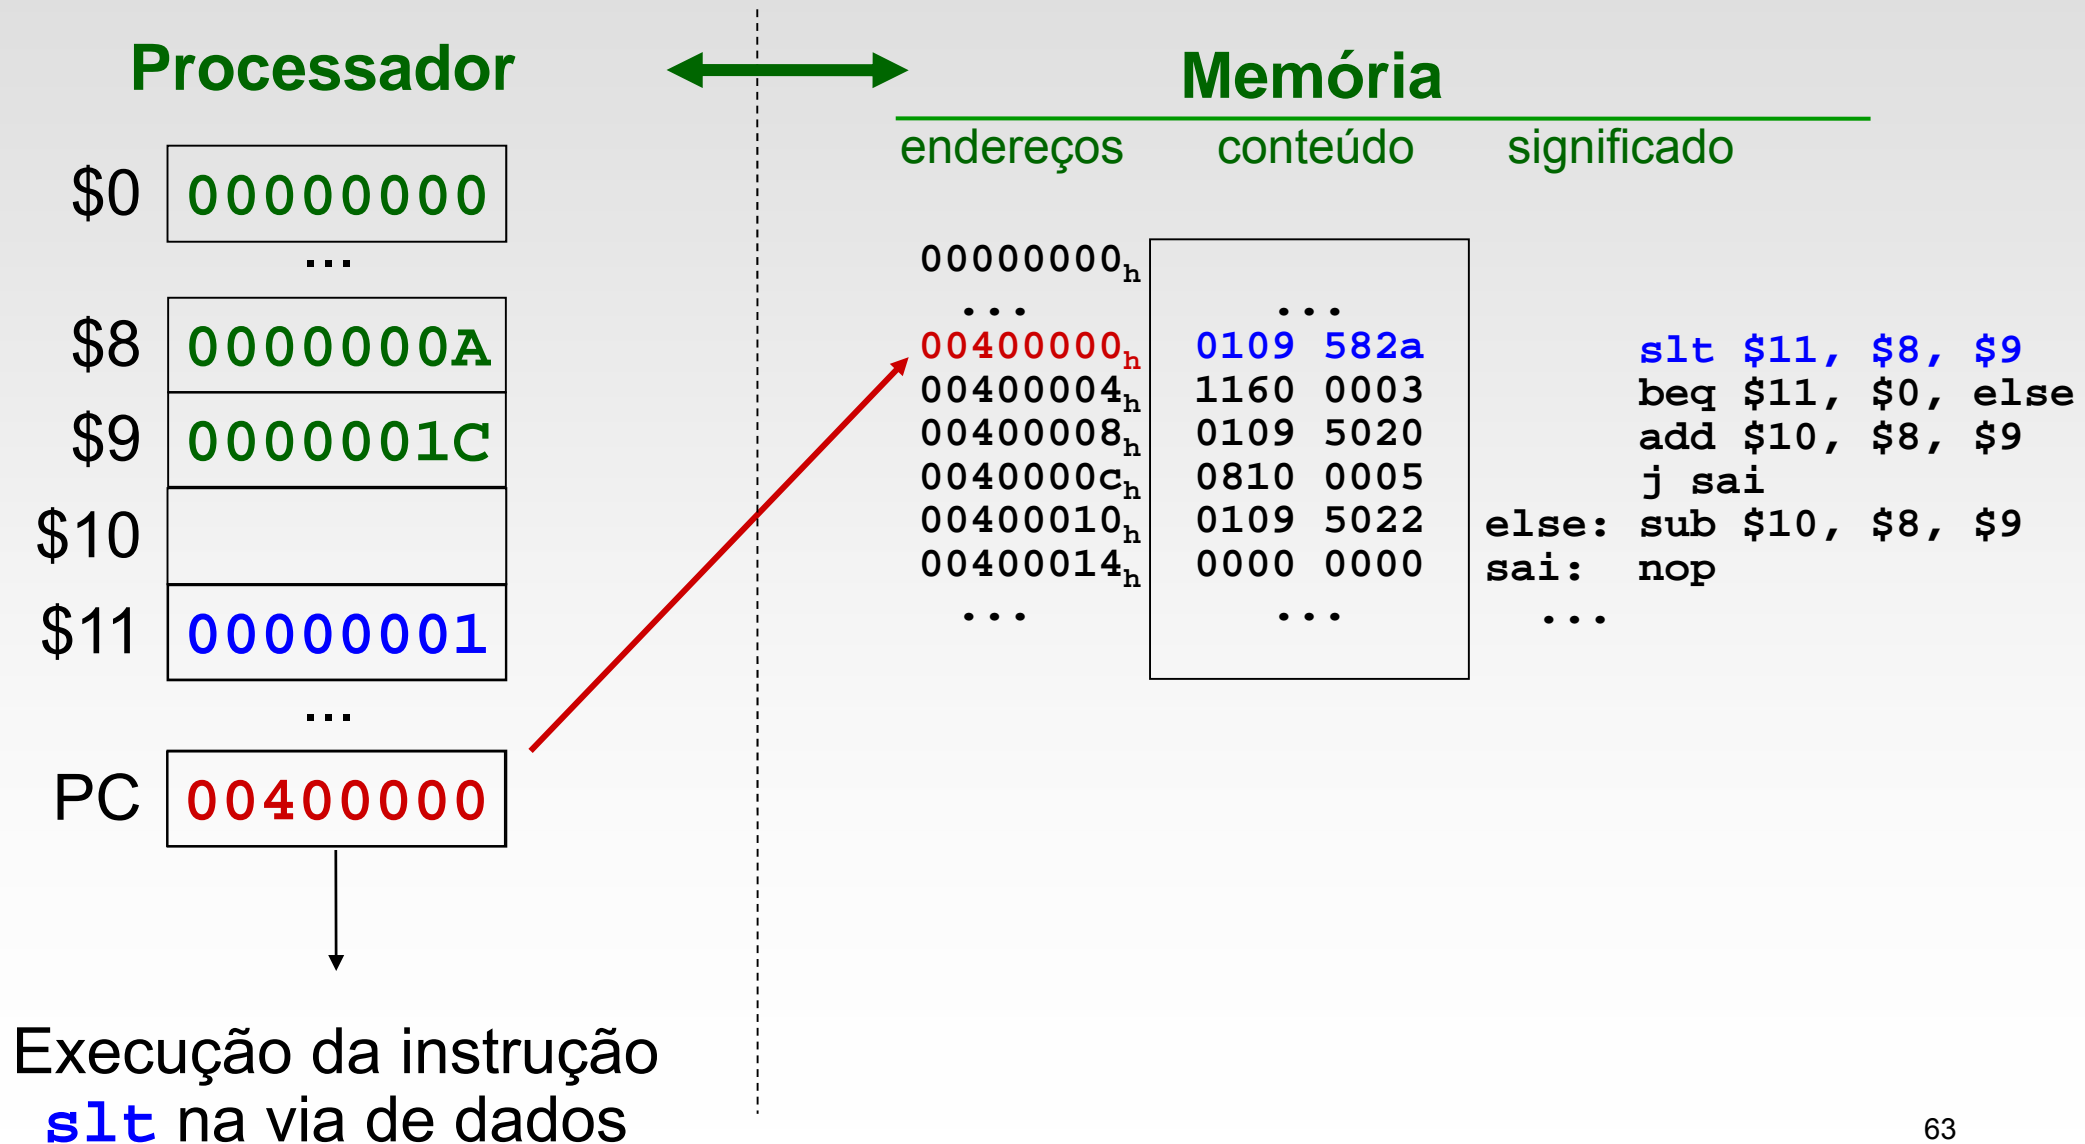 Processador
Memória
endereços conteúdo significado
$0 00000000
...
$8 0000000A
$9 0000001C
$10
$11 00000001
...
PC 00400000
Execução da instrução
slt na via de dados
00000000h
... ...
00400000h 0109 582a slt $11, $8, $9
00400004h 1160 0003 beq $11, $0, else
00400008h 0109 5020 add $10, $8, $9
0040000ch 0810 0005 j sai
00400010h 0109 5022 else: sub $10, $8, $9
00400014h 0000 0000 sai: nop
... ... ...
63